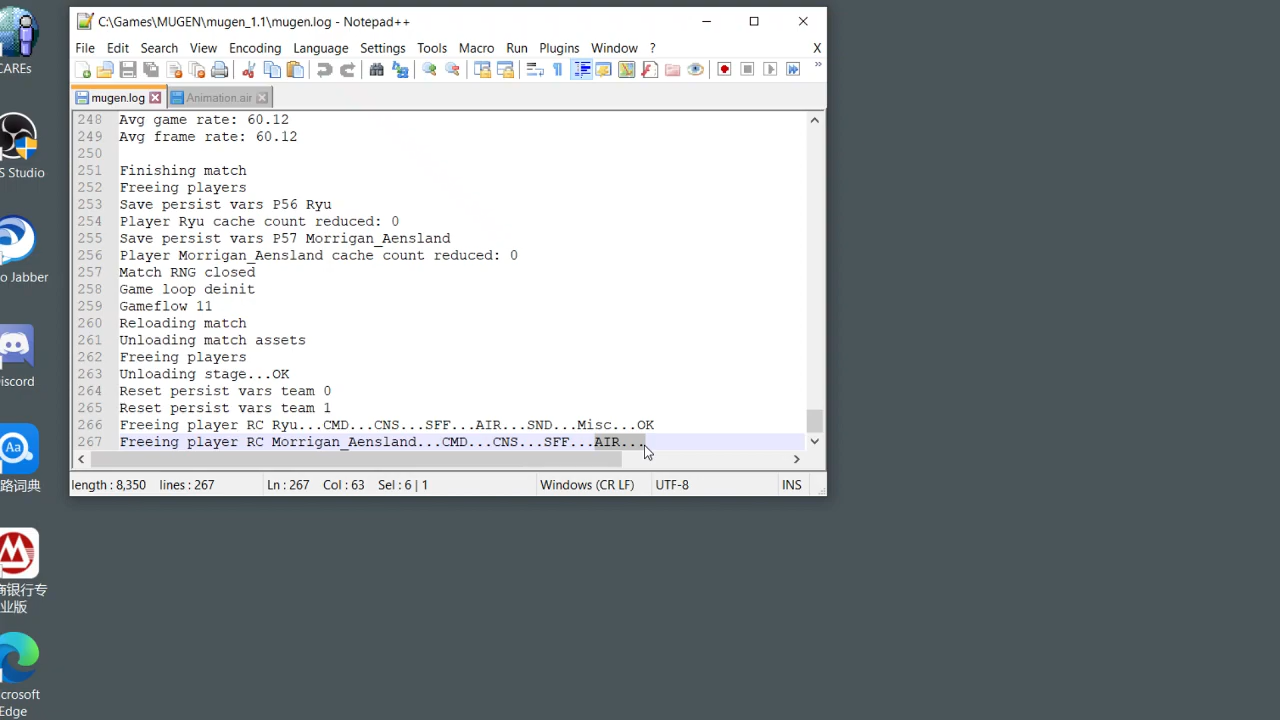 C:\Games\MUGEN\mugen_1.1\mugen.log - Notepad++
File Edit Search View Encoding Language Settings Tools Macro Run Plugins Window ? X
mugen.log Animation.air
248 Avg game rate: 60.12
249 Avg frame rate: 60.12
250
251 Finishing match
252 Freeing players
253 Save persist vars P56 Ryu
254 Player Ryu cache count reduced: 0
255 Save persist vars P57 Morrigan_Aensland
256 Player Morrigan_Aensland cache count reduced: 0
257 Match RNG closed
258 Game loop deinit
259 Gameflow 11
260 Reloading match
261 Unloading match assets
262 Freeing players
263 Unloading stage...OK
264 Reset persist vars team 0
265 Reset persist vars team 1
266 Freeing player RC Ryu...CMD...CNS...SFF...AIR...SND...Misc...OK
267 Freeing player RC Morrigan_Aensland...CMD...CNS...SFF...AIR...
length : 8,350 lines : 267 Ln : 267 Col : 63 Sel : 6 | 1 Windows (CR LF) UTF-8 INS
CAREs
S Studio
o Jabber
iscord
Aa
路词典
商银行专
业版
icrosoft
Edge